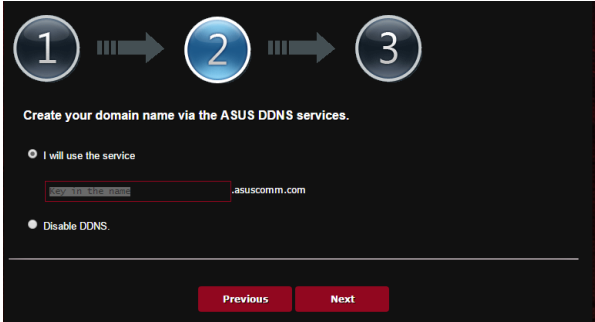 1 2 3
Create your domain name via the ASUS DDNS services.
I will use the service
Key in the name .asuscomm.com
Disable DDNS.
Previous Next